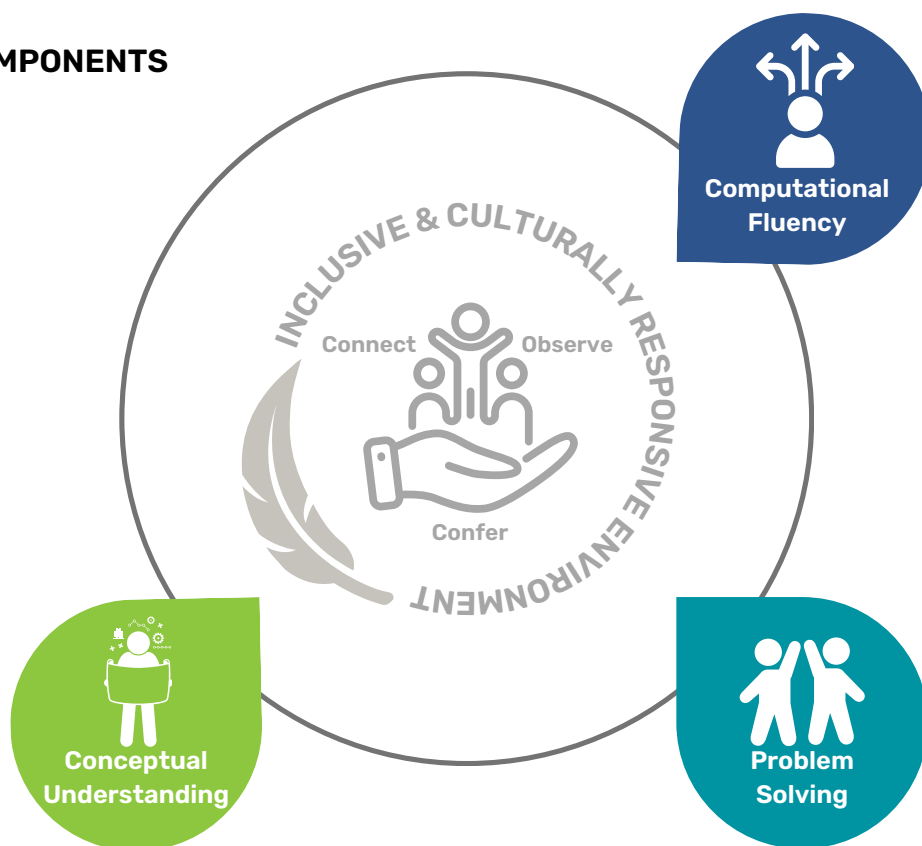 MPONENTS
Computational
Fluency
INCLUSIVE & CULTURALLY RESPONSIVE ENVIRONMENT
Connect
Observe
Confer
Conceptual
Understanding
Problem
Solving